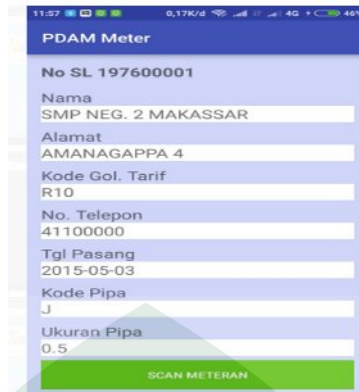 11:57 0,17K/d 4G 46%
PDAM Meter
No SL 197600001
Nama
SMP NEG. 2 MAKASSAR
Alamat
AMANAGAPPA 4
Kode Gol. Tarif
R10
No. Telepon
41100000
Tgl Pasang
2015-05-03
Kode Pipa
J
Ukuran Pipa
0.5
SCAN METERAN